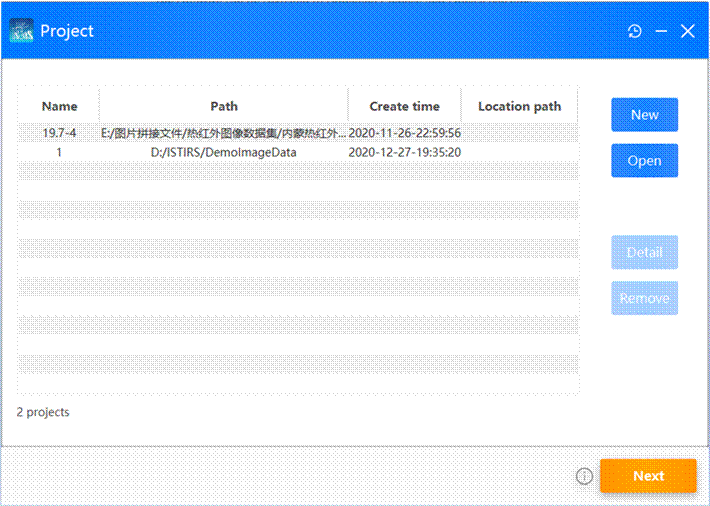 Project
Name Path Create time Location path
19.7-4 E:/图片拼接文件/热红外图像数据集/内蒙热红外... 2020-11-26-22:59:56
1 D:/ISTIRS/DemoImageData 2020-12-27-19:35:20
New
Open
Detail
Remove
2 projects
Next